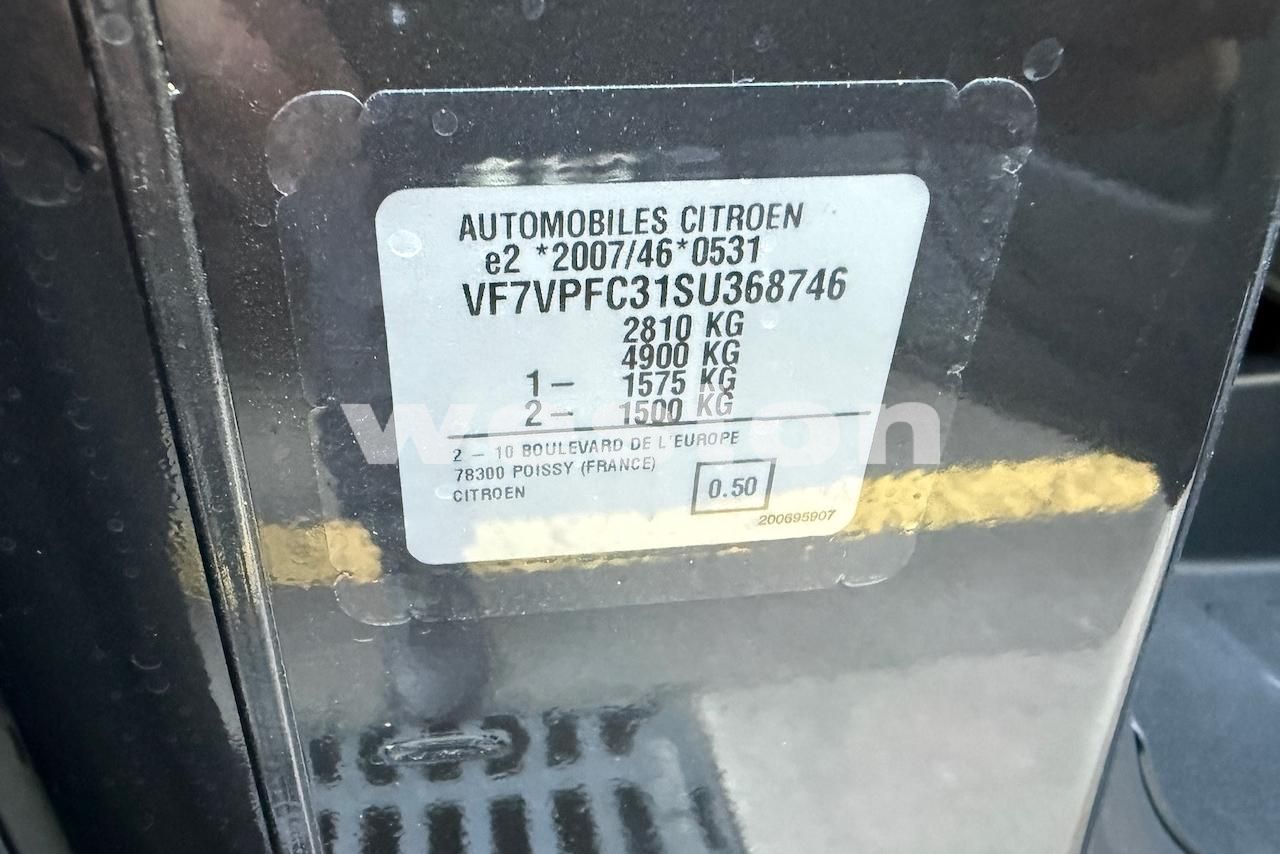 AUTOMOBILES CITROEN
e2 *2007/46*0531
VF7VPFC31SU368746
2810 KG
4900 KG
1– 1575 KG
2– 1500 KG
2 – 10 BOULEVARD DE L'EUROPE
78300 POISSY (FRANCE)
CITROEN
0.50
200695907